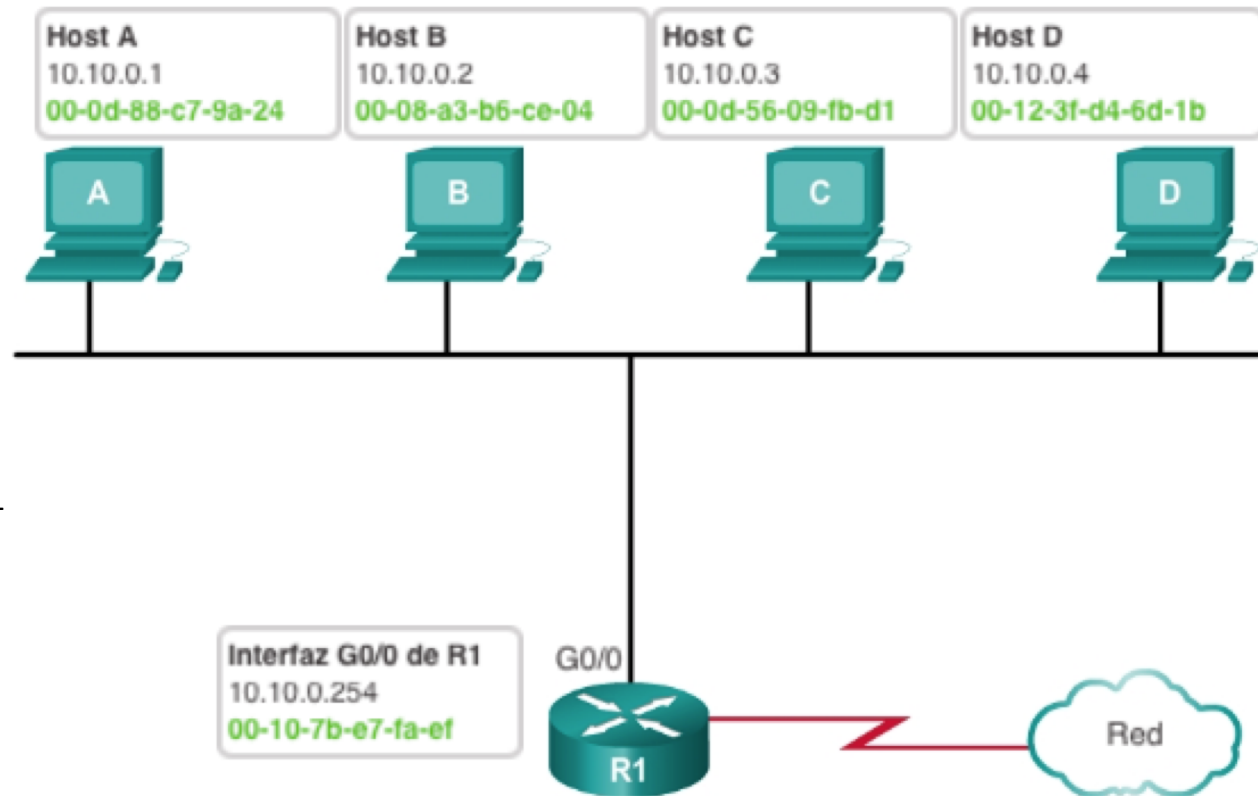 Host A
10.10.0.1
00-0d-88-c7-9a-24
Host B
10.10.0.2
00-08-a3-b6-ce-04
Host C
10.10.0.3
00-0d-56-09-fb-d1
Host D
10.10.0.4
00-12-3f-d4-6d-1b
A
B
C
D
Interfaz G0/0 de R1
10.10.0.254
00-10-7b-e7-fa-ef
G0/0
R1
Red